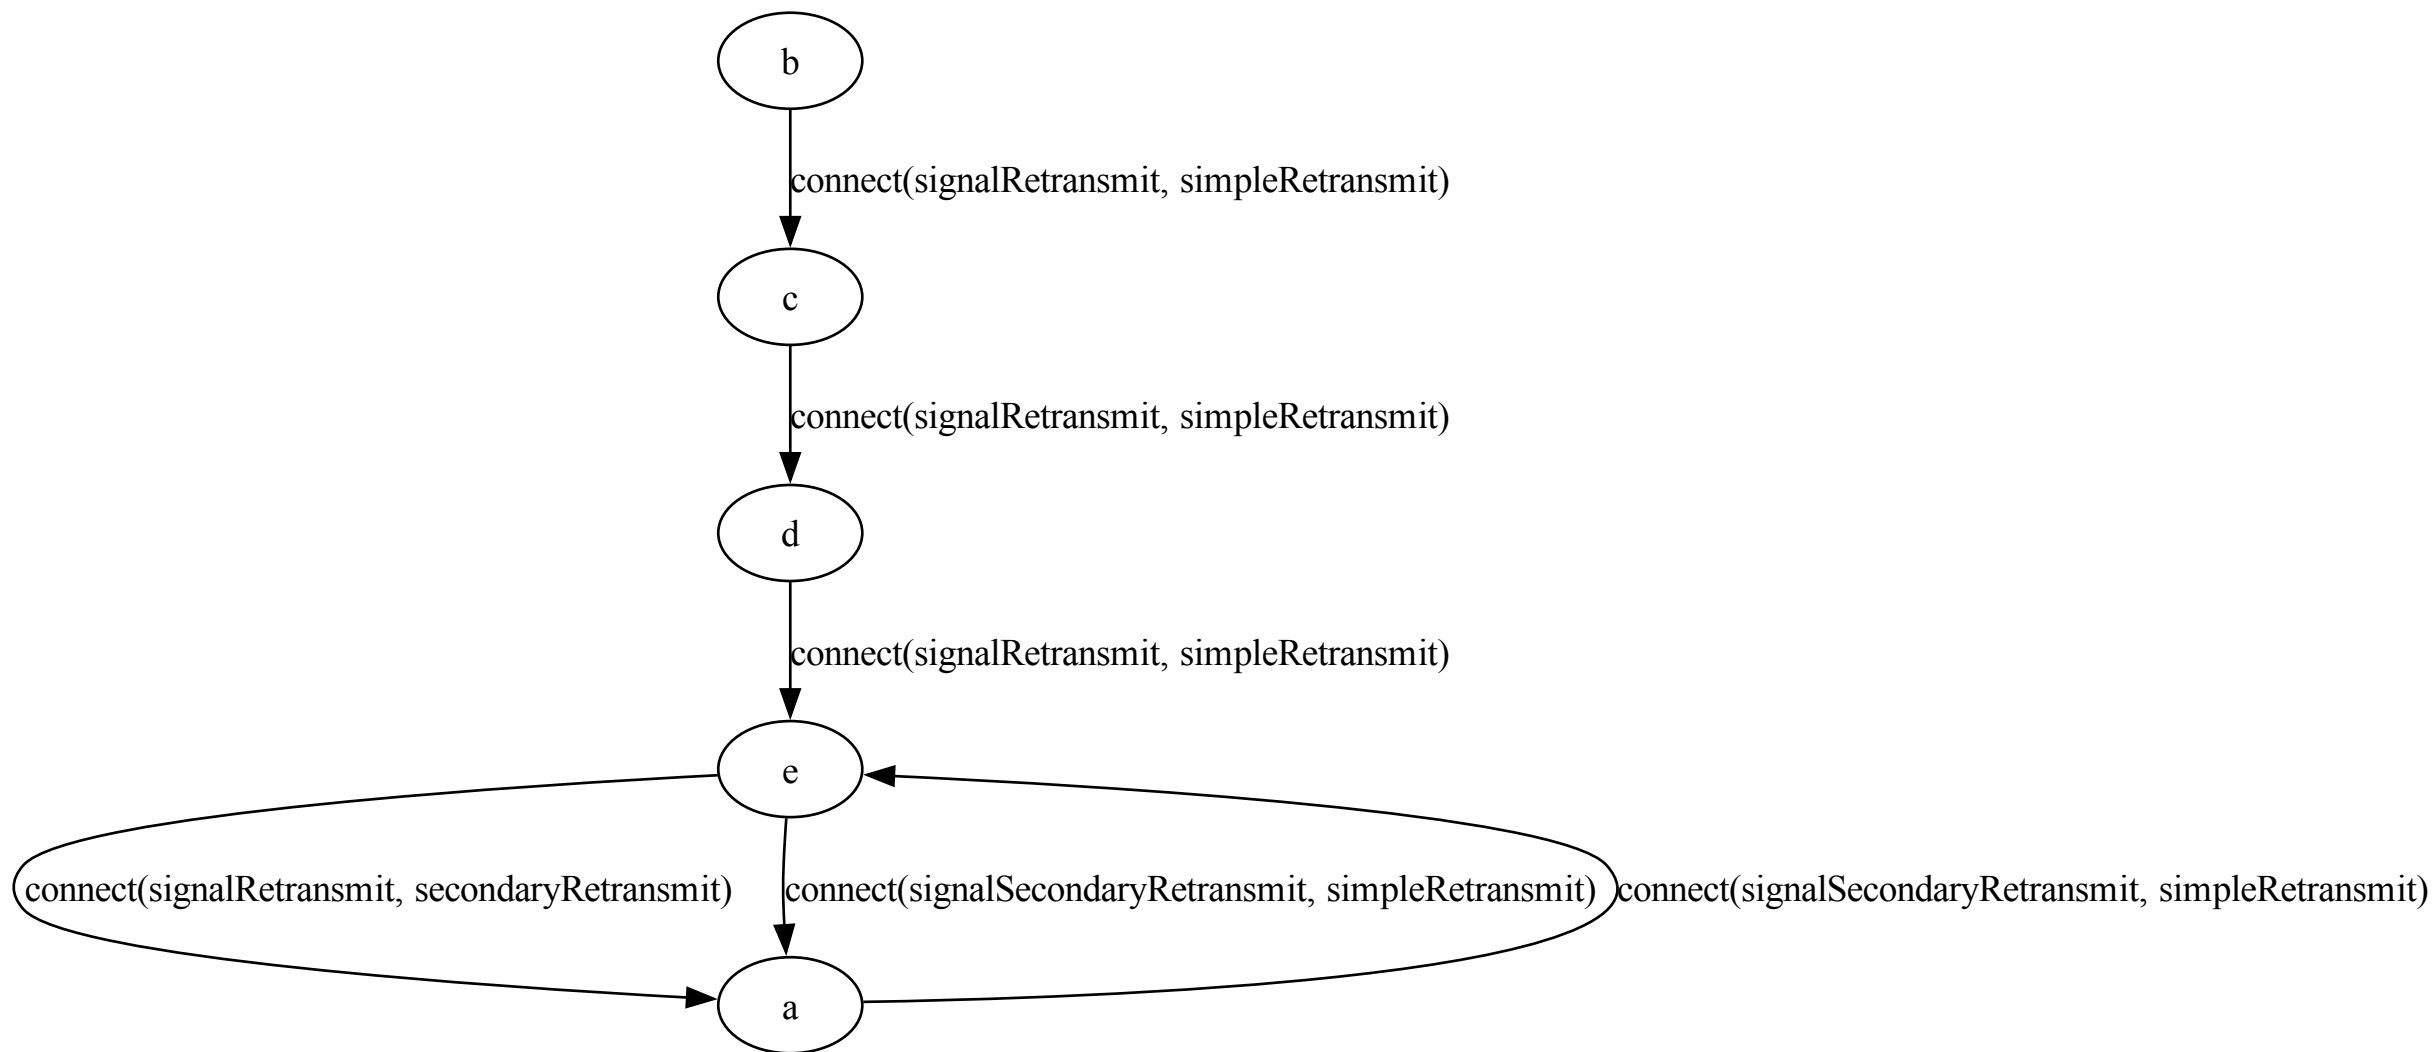 b
connect(signalRetransmit, simpleRetransmit)
c
connect(signalRetransmit, simpleRetransmit)
d
connect(signalRetransmit, simpleRetransmit)
e
connect(signalRetransmit, secondaryRetransmit)
connect(signalSecondaryRetransmit, simpleRetransmit)
connect(signalSecondaryRetransmit, simpleRetransmit)
a